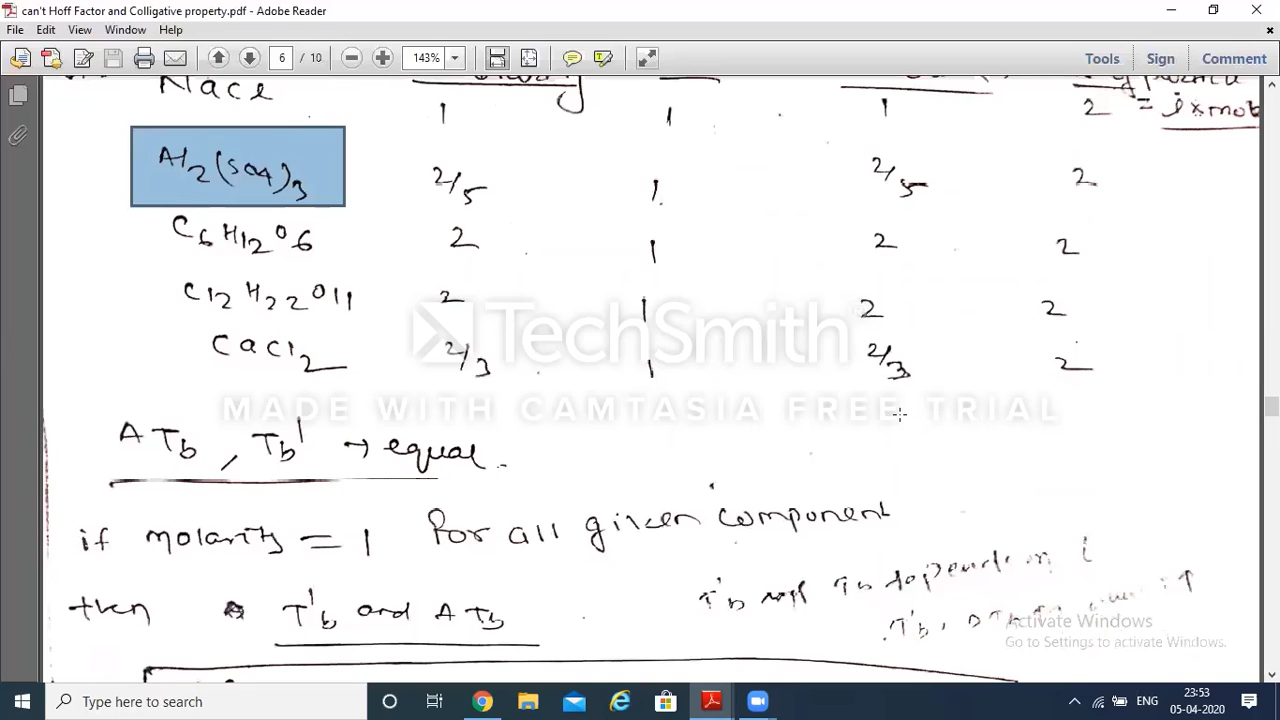 can't Hoff Factor and Colligative property.pdf - Adobe Reader
File Edit View Window Help
6 / 10 143% Tools Sign Comment
Nacl
1 1 1 2 = i×mol
Al2(SO4)3 2/5 1 2/5 2
C6H12O6 2 1 2 2
C12H22O11 2 1 2 2
CaCl2 2/3 1 2/3 2
TechSmith
MADE WITH CAMTASIA FREE TRIAL
Δ Tb, Tb' → equal.
if molarity = 1 For all given component
then T'b and Δ Tb
Activate Windows
Go to Settings to activate Windows.
Type here to search
ENG
23:53
05-04-2020